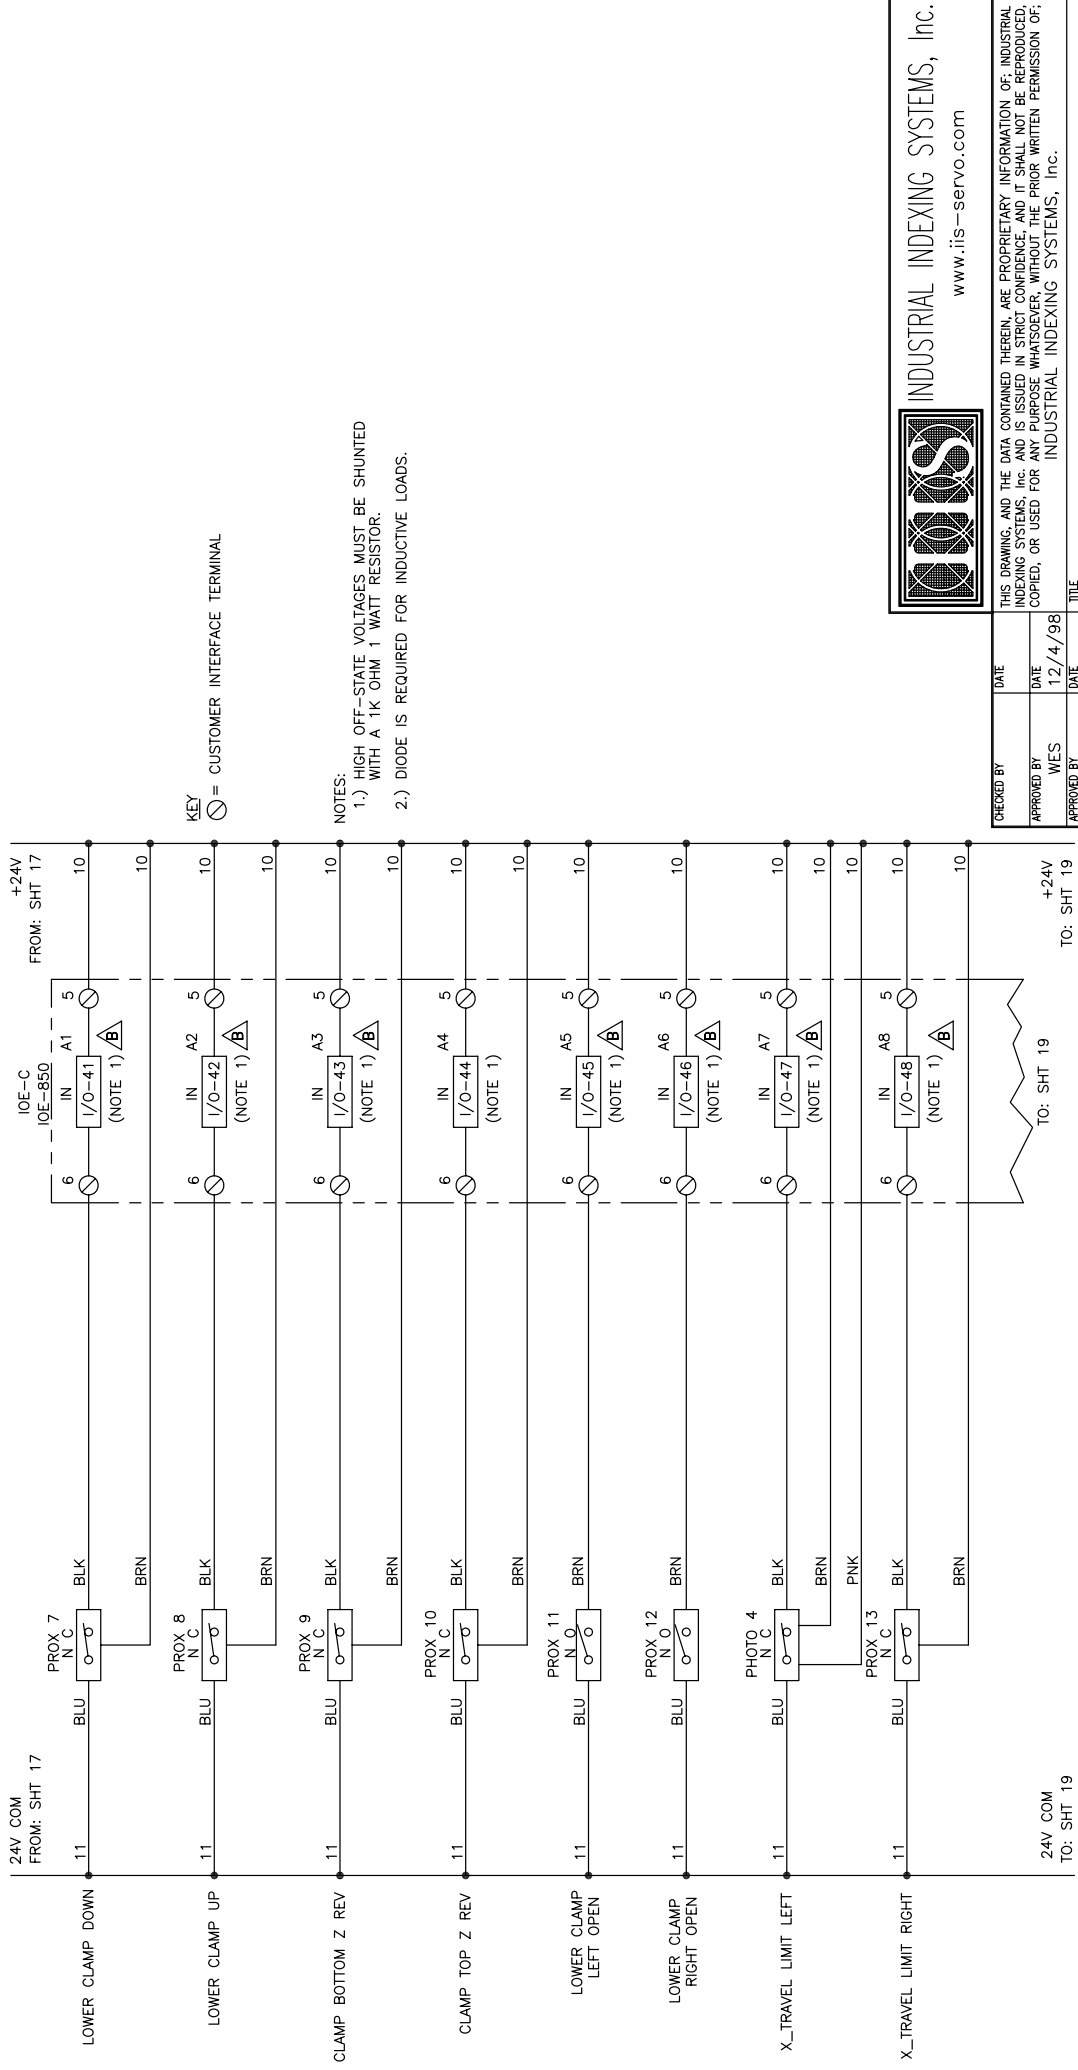 24V COM
FROM: SHT 17
+24V
FROM: SHT 17
IOE-C
IOE-850
LOWER CLAMP DOWN
11
BLU
PROX 7
N C
BLK
BRN
6
IN
I/O-41
(NOTE 1)
A1
B
5
10
10
LOWER CLAMP UP
11
BLU
PROX 8
N C
BLK
BRN
6
IN
I/O-42
(NOTE 1)
A2
B
5
10
10
CLAMP BOTTOM Z REV
11
BLU
PROX 9
N C
BLK
BRN
6
IN
I/O-43
(NOTE 1)
A3
B
5
10
10
CLAMP TOP Z REV
11
BLU
PROX 10
N C
BLK
BRN
6
IN
I/O-44
(NOTE 1)
A4
5
10
10
LOWER CLAMP
LEFT OPEN
11
BLU
PROX 11
N O
BRN
6
IN
I/O-45
(NOTE 1)
A5
B
5
10
LOWER CLAMP
RIGHT OPEN
11
BLU
PROX 12
N O
BRN
6
IN
I/O-46
(NOTE 1)
A6
B
5
10
X_TRAVEL LIMIT LEFT
11
BLU
PHOTO 4
N C
BLK
BRN
PNK
6
IN
I/O-47
(NOTE 1)
A7
B
5
10
10
10
X_TRAVEL LIMIT RIGHT
11
BLU
PROX 13
N C
BLK
BRN
6
IN
I/O-48
(NOTE 1)
A8
B
5
10
10
24V COM
TO: SHT 19
TO: SHT 19
+24V
TO: SHT 19
KEY
= CUSTOMER INTERFACE TERMINAL
NOTES:
1.) HIGH OFF-STATE VOLTAGES MUST BE SHUNTED
WITH A 1K OHM 1 WATT RESISTOR.
2.) DIODE IS REQUIRED FOR INDUCTIVE LOADS.
IIS
INDUSTRIAL INDEXING SYSTEMS, Inc.
www.iis-servo.com
CHECKED BY
DATE
APPROVED BY
WES
DATE
12/4/98
APPROVED BY
DATE
THIS DRAWING, AND THE DATA CONTAINED THEREIN, ARE PROPRIETARY INFORMATION OF; INDUSTRIAL
INDEXING SYSTEMS, Inc. AND IS ISSUED IN STRICT CONFIDENCE, AND IT SHALL NOT BE REPRODUCED,
COPIED, OR USED FOR ANY PURPOSE WHATSOEVER, WITHOUT THE PRIOR WRITTEN PERMISSION OF;
INDUSTRIAL INDEXING SYSTEMS, Inc.
TITLE